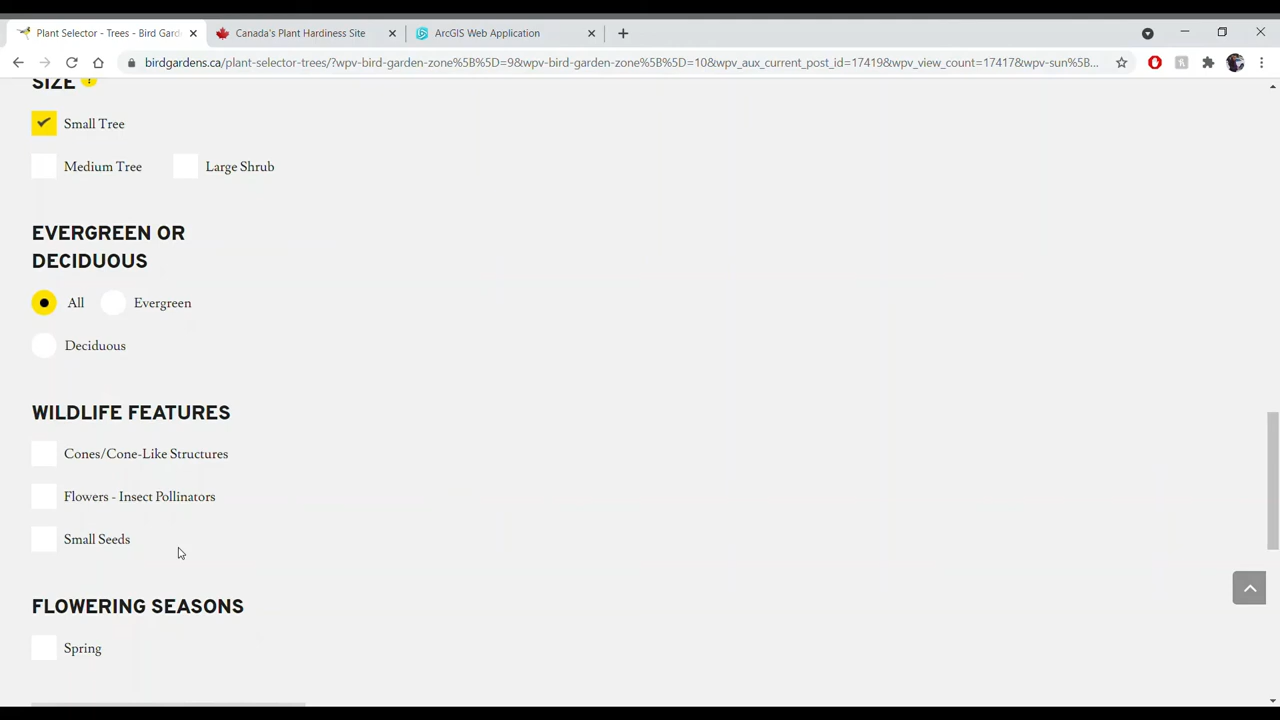 Plant Selector - Trees - Bird Gard
Canada's Plant Hardiness Site
ArcGIS Web Application
birdgardens.ca/plant-selector-trees/?wpv-bird-garden-zone%5B%5D=9&wpv-bird-garden-zone%5B%5D=10&wpv_aux_current_post_id=17419&wpv_view_count=17417&wpv-sun%5B...
SIZE
Small Tree
Medium Tree Large Shrub
EVERGREEN OR
DECIDUOUS
All Evergreen
Deciduous
WILDLIFE FEATURES
Cones/Cone-Like Structures
Flowers - Insect Pollinators
Small Seeds
FLOWERING SEASONS
Spring